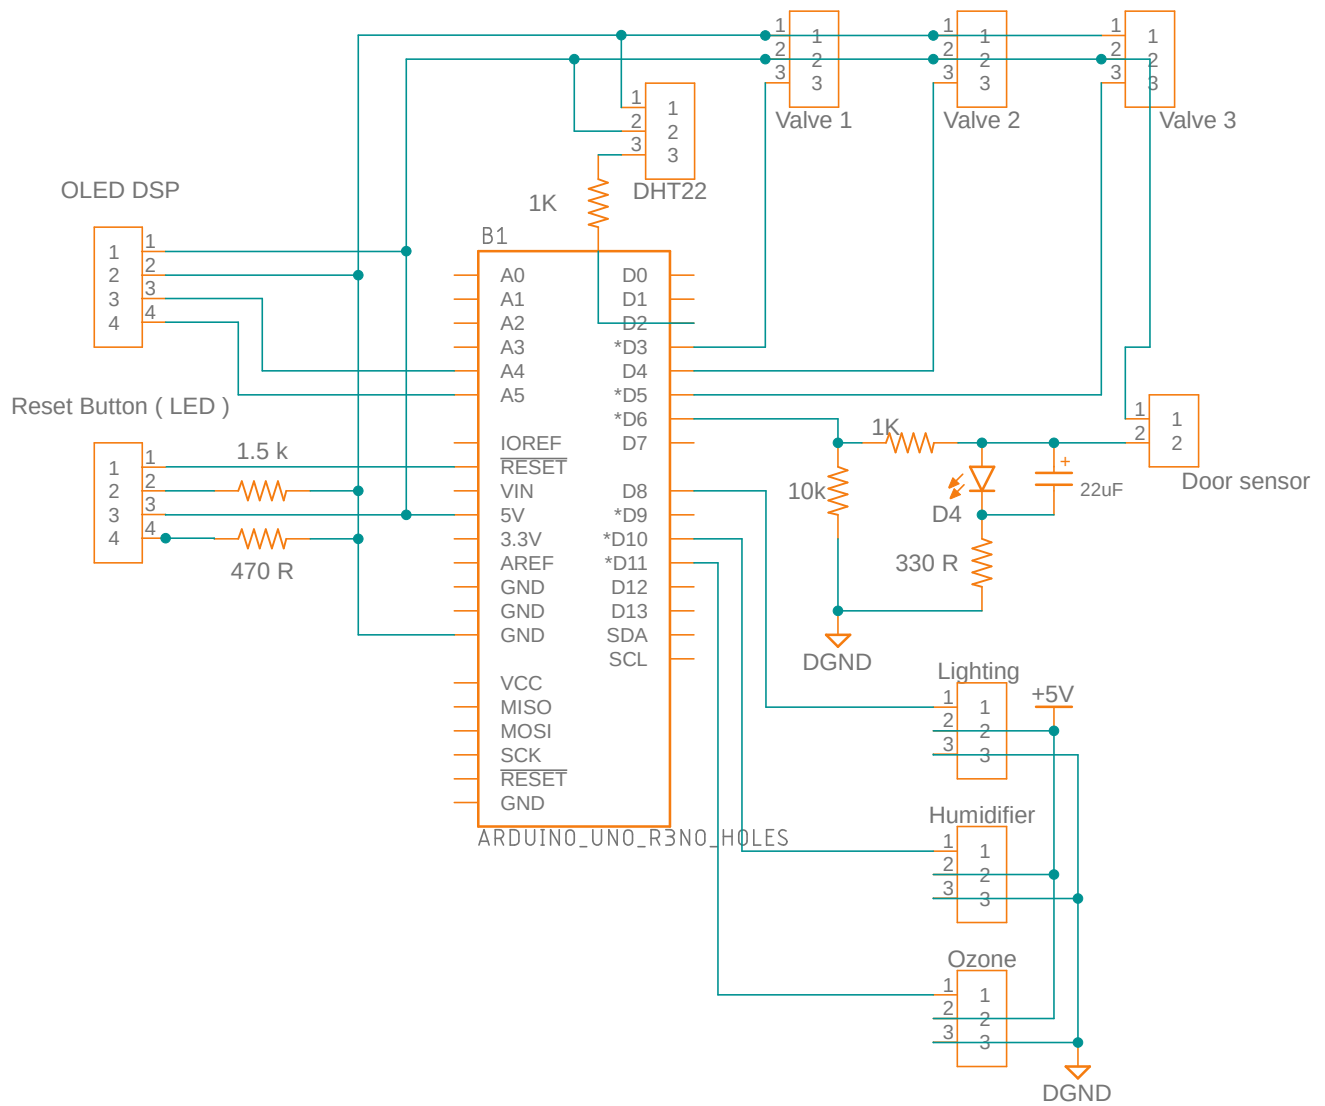 1 1
2 2
3 3
Valve 1
1 1
2 2
3 3
Valve 2
1 1
2 2
3 3
Valve 3
1 1
2 2
3 3
DHT22
1K
OLED DSP
1 1
2 2
3 3
4 4
Reset Button ( LED )
1 1
2 2
3 3
4 4
1.5 k
470 R
B1
A0 D0
A1 D1
A2 D2
A3 *D3
A4 D4
A5 *D5
*D6
IOREF D7
RESET
VIN D8
5V *D9
3.3V *D10
AREF *D11
GND D12
GND D13
GND SDA
SCL
VCC
MISO
MOSI
SCK
RESET
GND
ARDUINO_UNO_R3NO_HOLES
1K
10k
D4
+
22uF
330 R
DGND
1 1
2 2
Door sensor
Lighting
+5V
1 1
2 2
3 3
Humidifier
1 1
2 2
3 3
Ozone
1 1
2 2
3 3
DGND